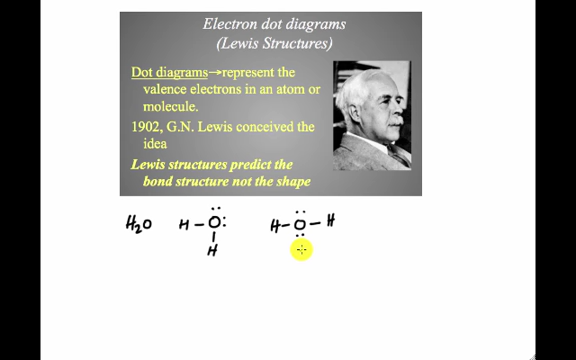 Electron dot diagrams
(Lewis Structures)
Dot diagrams→represent the
valence electrons in an atom or
molecule.
1902, G.N. Lewis conceived the
idea
Lewis structures predict the
bond structure not the shape
H₂O H – Ö: H – Ö – H
H